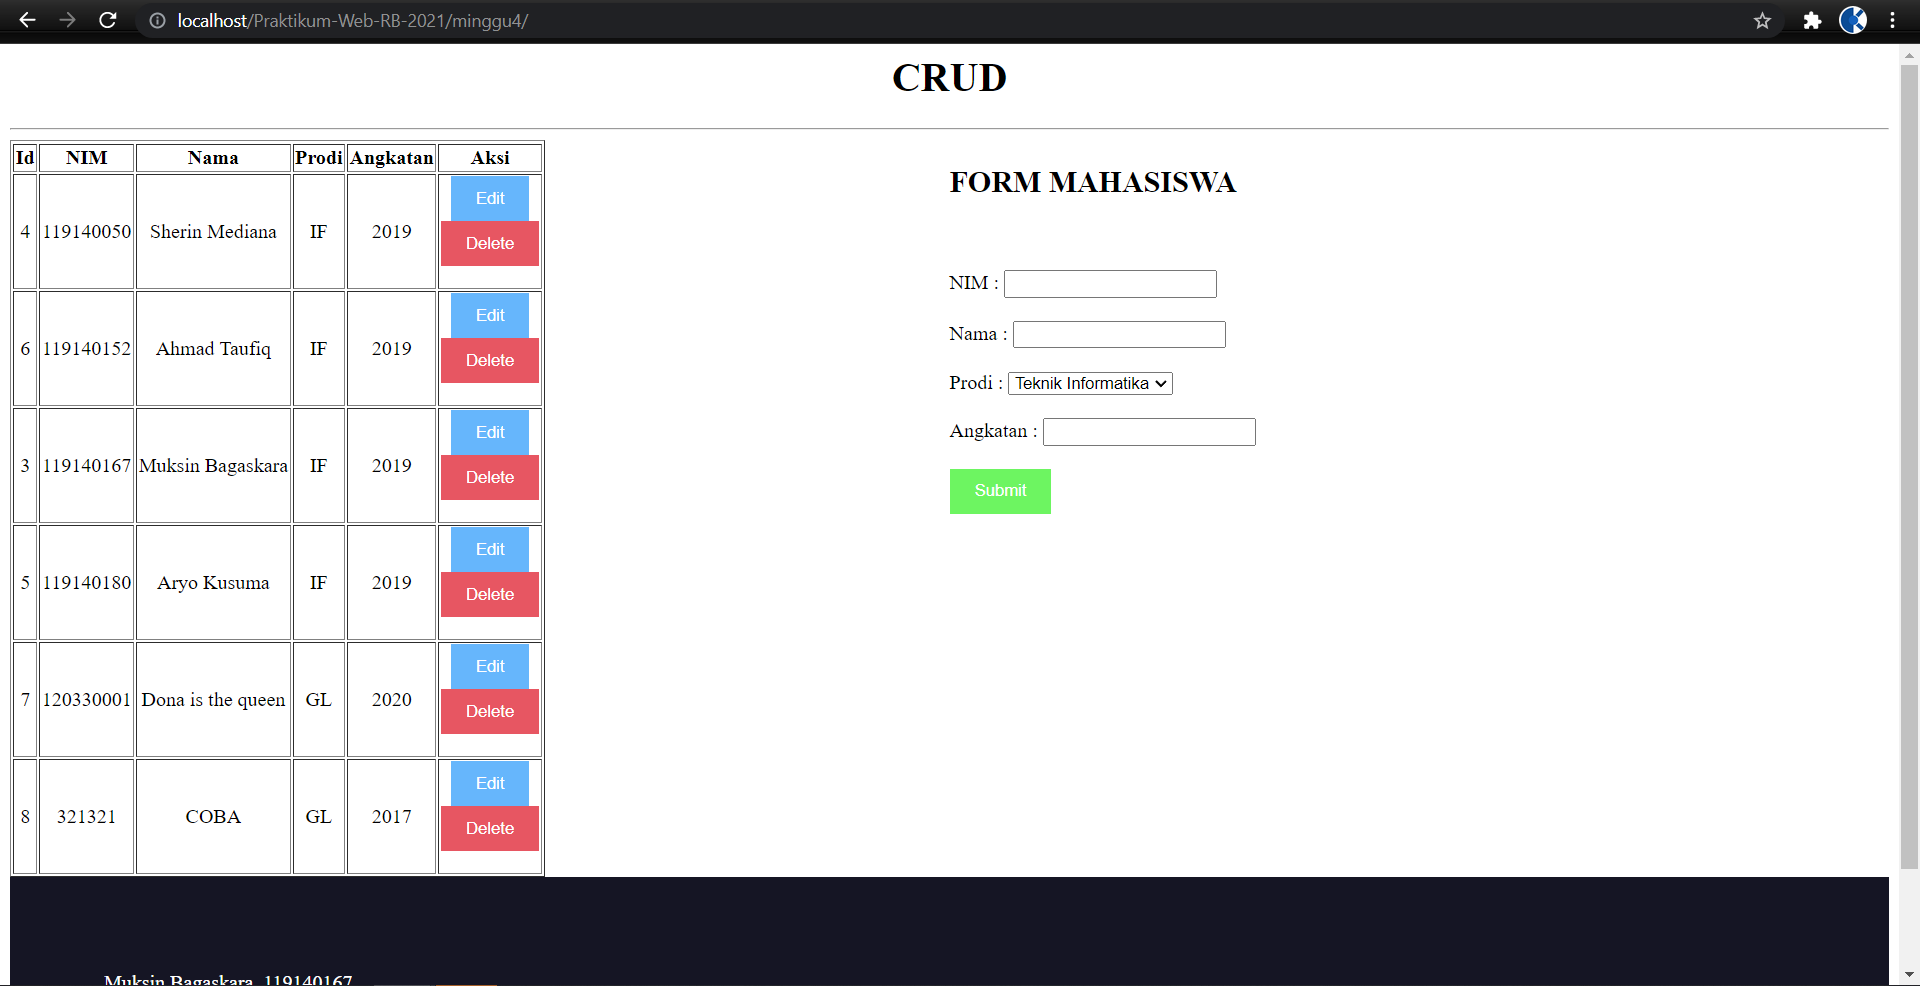 localhost/Praktikum-Web-RB-2021/minggu4/
CRUD
Id NIM Nama Prodi Angkatan Aksi
4 119140050 Sherin Mediana IF 2019 Edit Delete
6 119140152 Ahmad Taufiq IF 2019 Edit Delete
3 119140167 Muksin Bagaskara IF 2019 Edit Delete
5 119140180 Aryo Kusuma IF 2019 Edit Delete
7 120330001 Dona is the queen GL 2020 Edit Delete
8 321321 COBA GL 2017 Edit Delete
FORM MAHASISWA
NIM :
Nama :
Prodi : Teknik Informatika
Angkatan :
Submit
Muksin Bagaskara 119140167